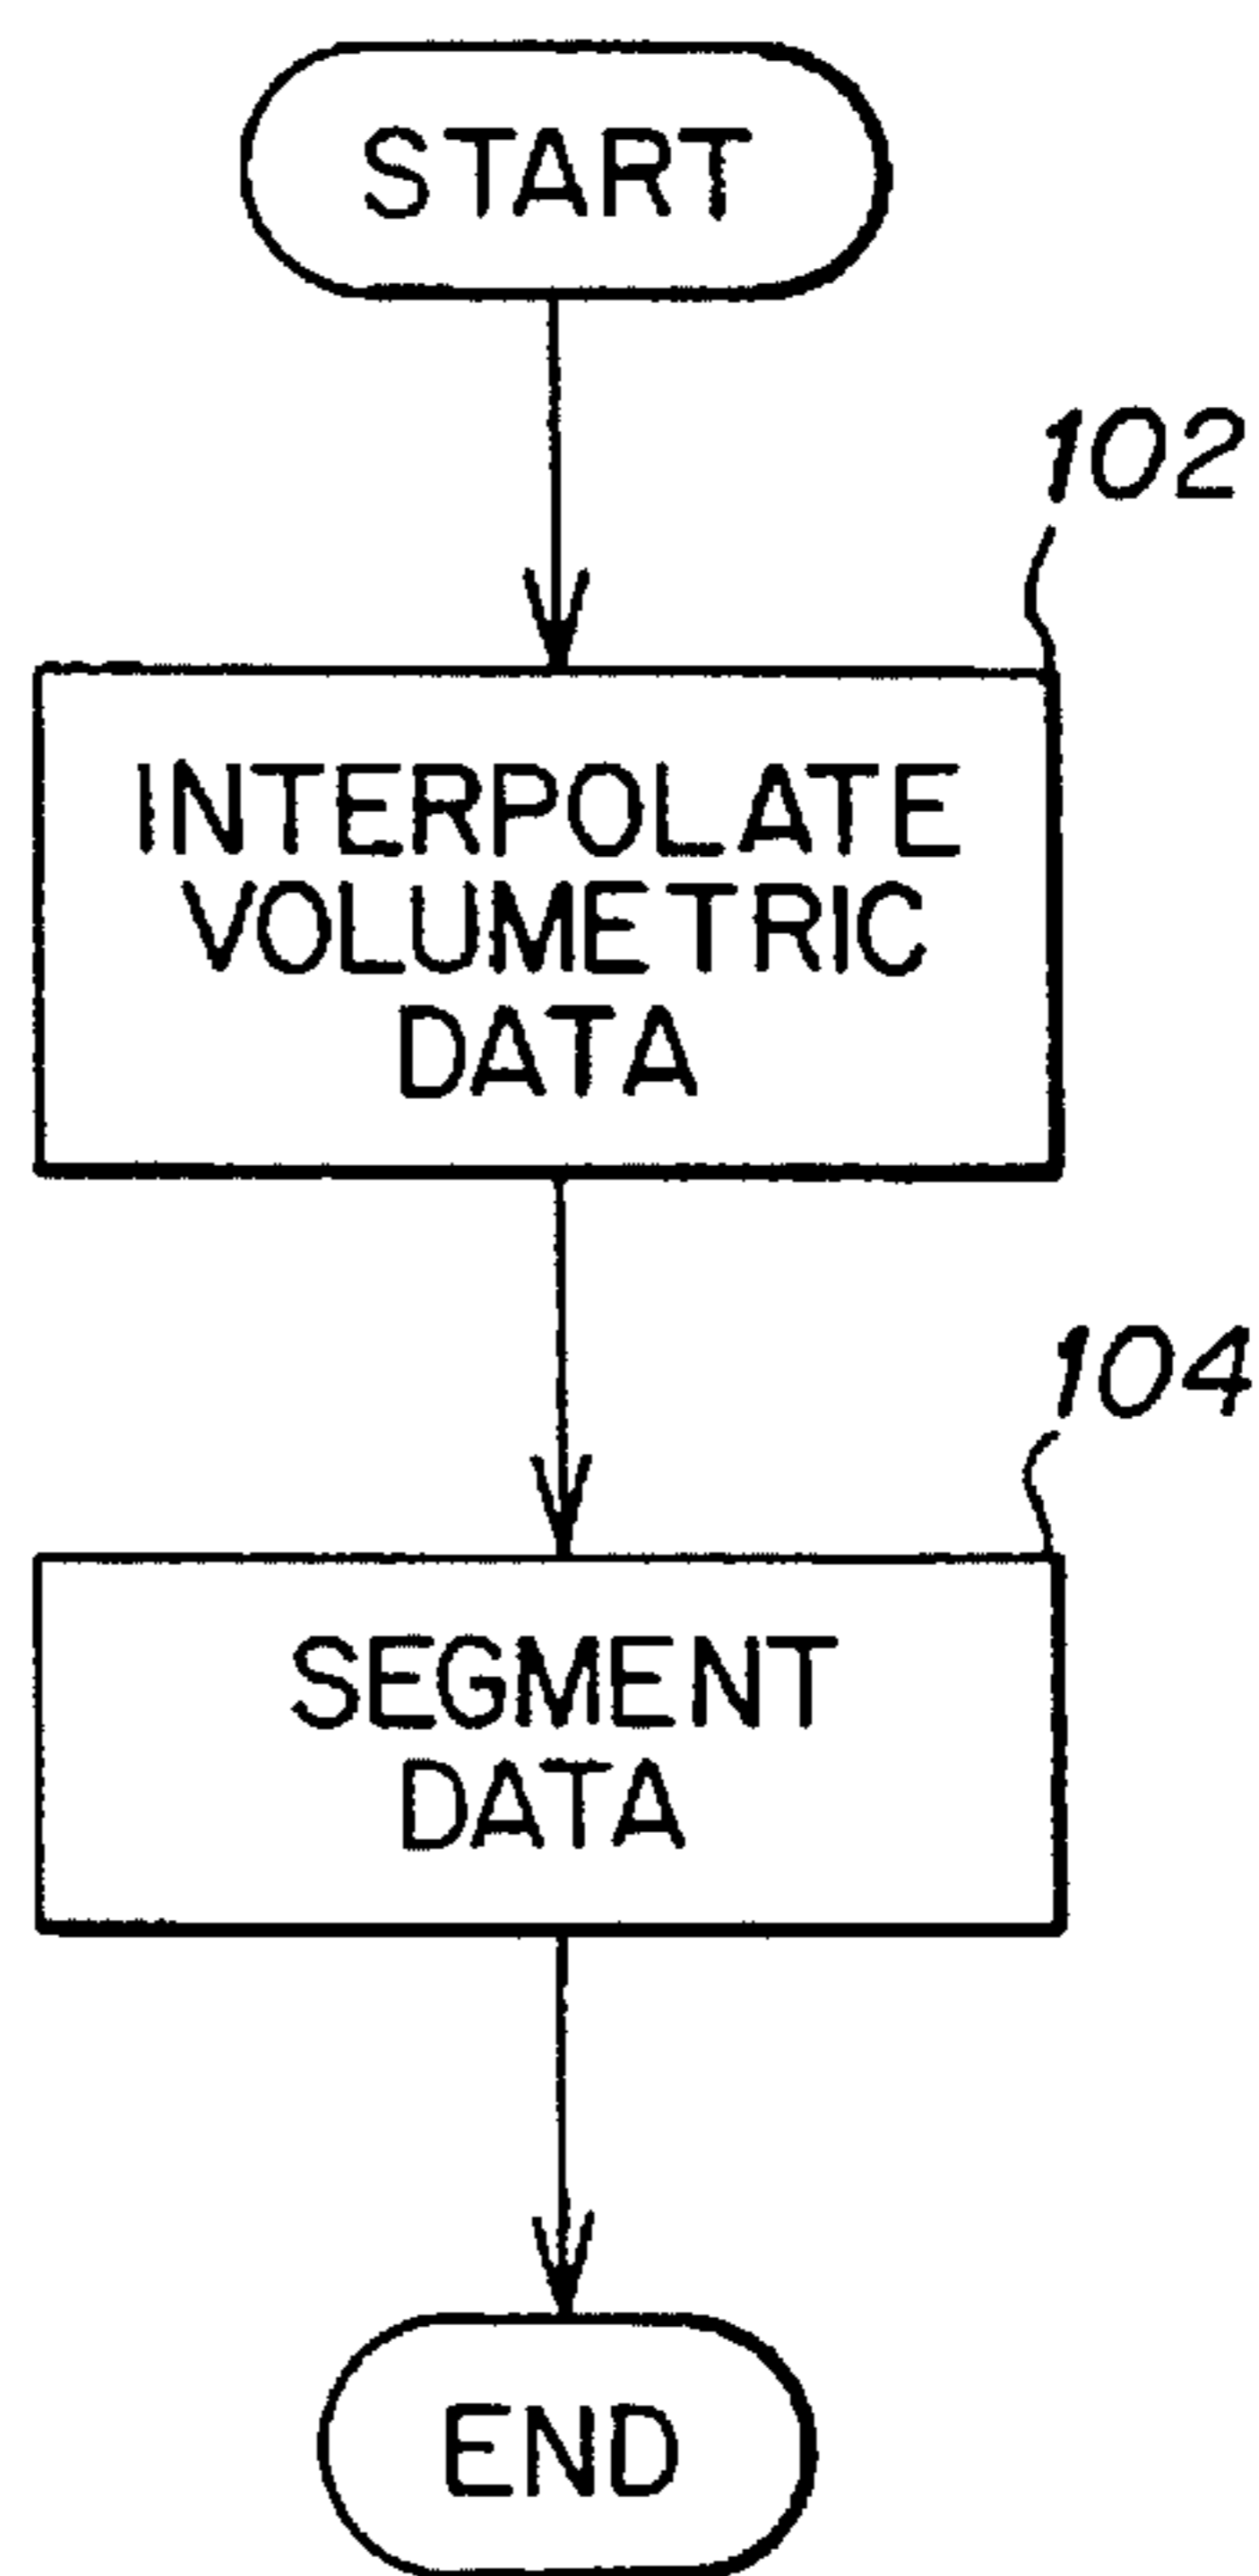 START
102
INTERPOLATE
VOLUMETRIC
DATA
104
SEGMENT
DATA
END